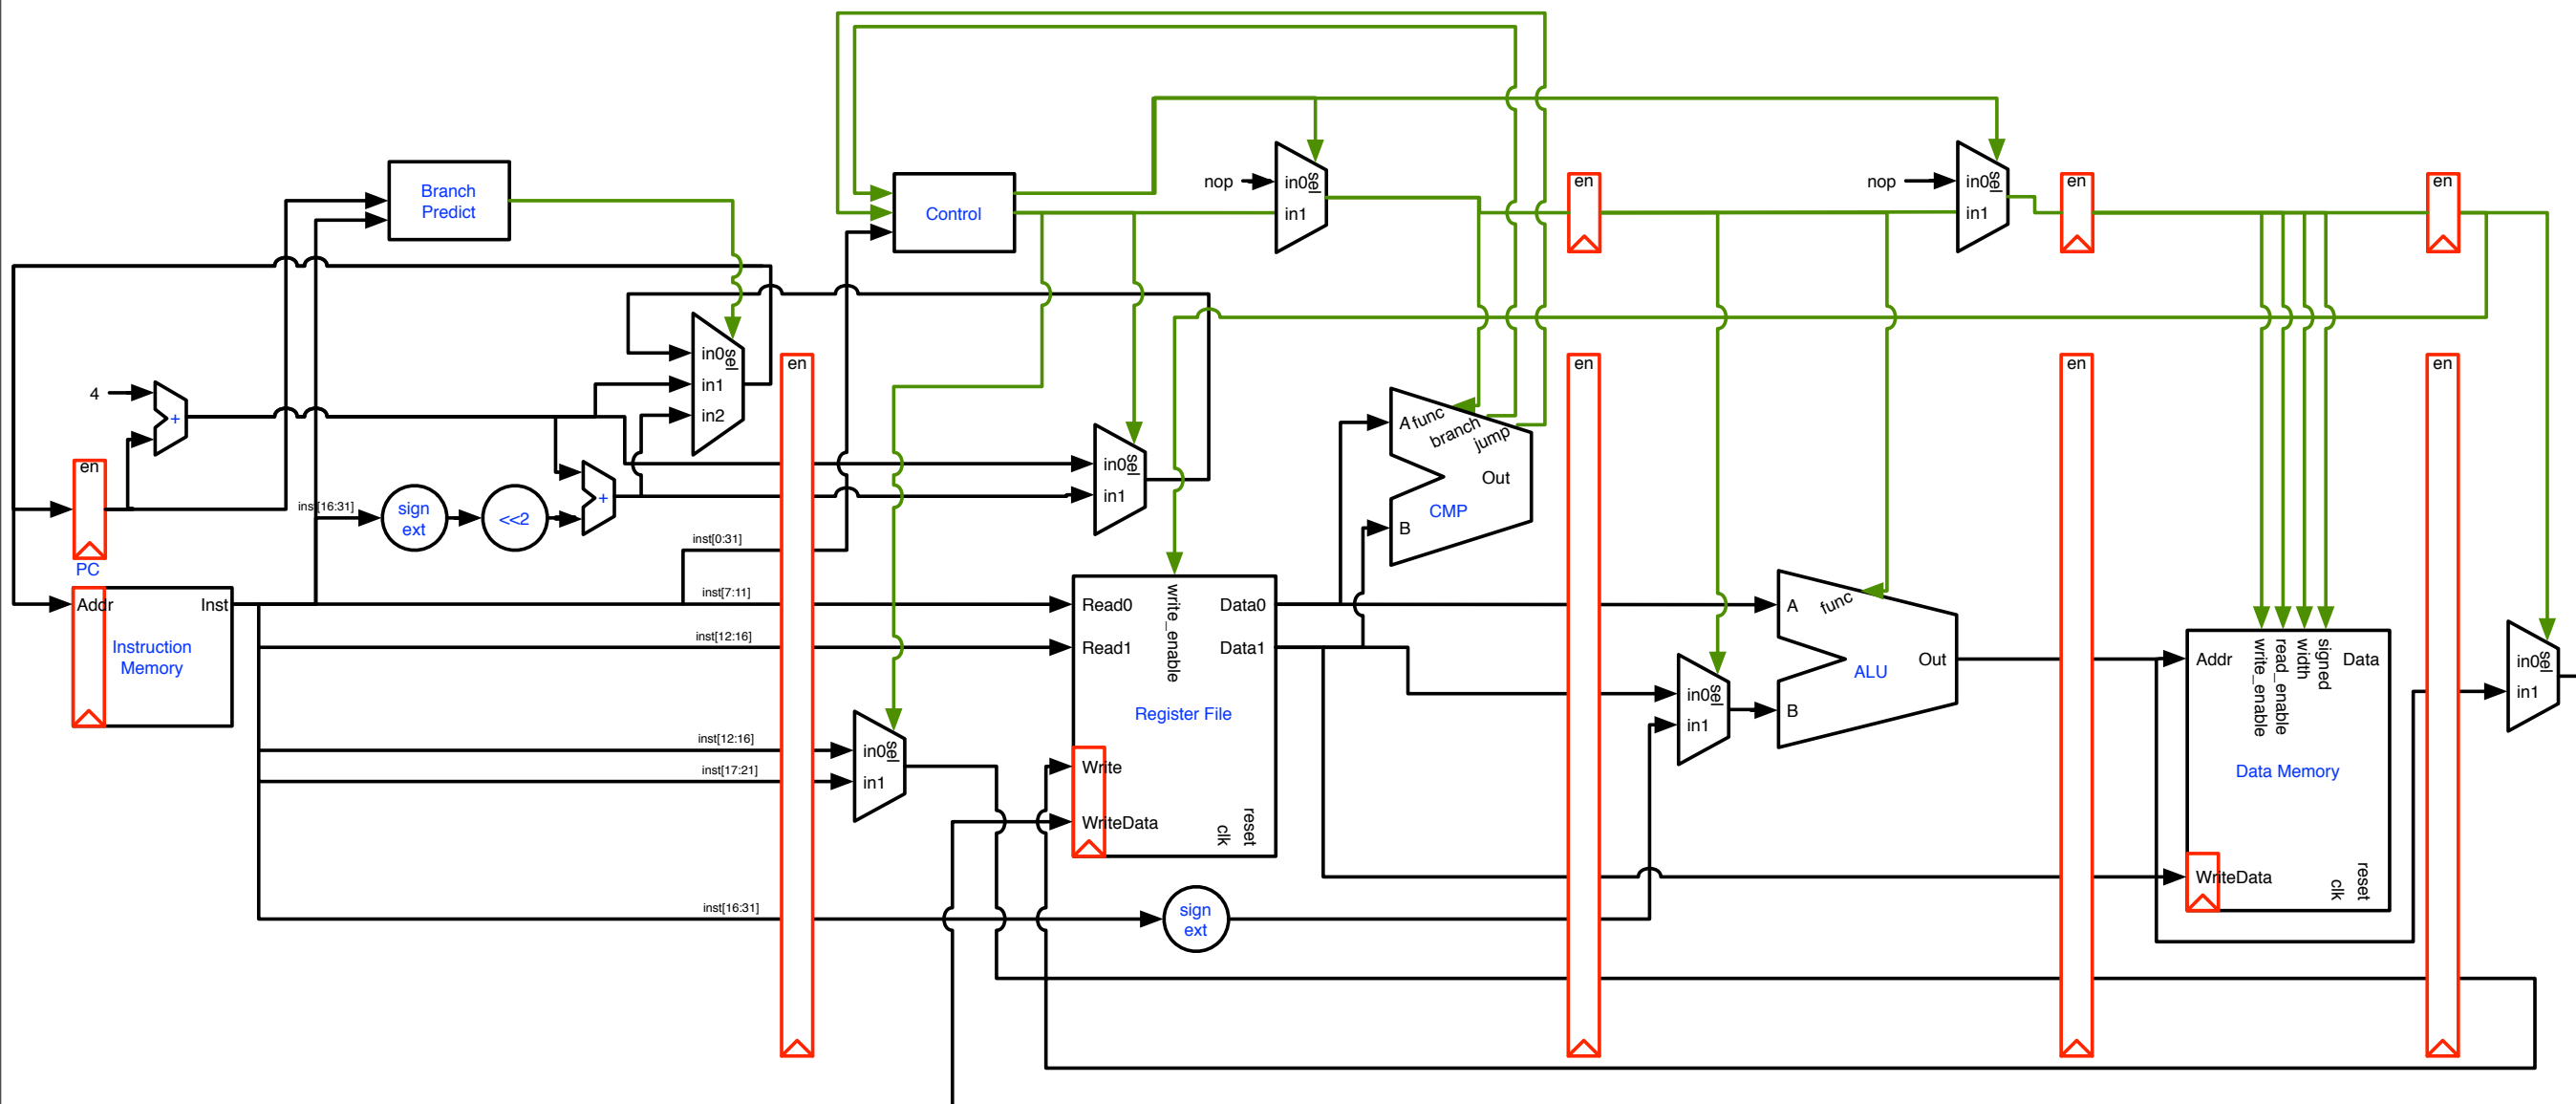 nop
in0
sel
in1
nop
in0
sel
in1
en
en
en
Branch
Predict
Control
in0
sel
in1
in2
en
en
en
en
4
+
A
func
branch
jump
Out
CMP
B
in0
sel
in1
en
PC
inst[16:31]
sign
ext
<<2
+
inst[0:31]
inst[7:11]
inst[12:16]
inst[12:16]
inst[17:21]
inst[16:31]
Addr
Inst
Instruction
Memory
in0
sel
in1
Read0
Read1
write_enable
Data0
Data1
Register File
Write
WriteData
clk
reset
sign
ext
in0
sel
in1
A
func
Out
ALU
B
Addr
write_enable
read_enable
width
signed
Data
Data Memory
WriteData
clk
reset
in0
sel
in1